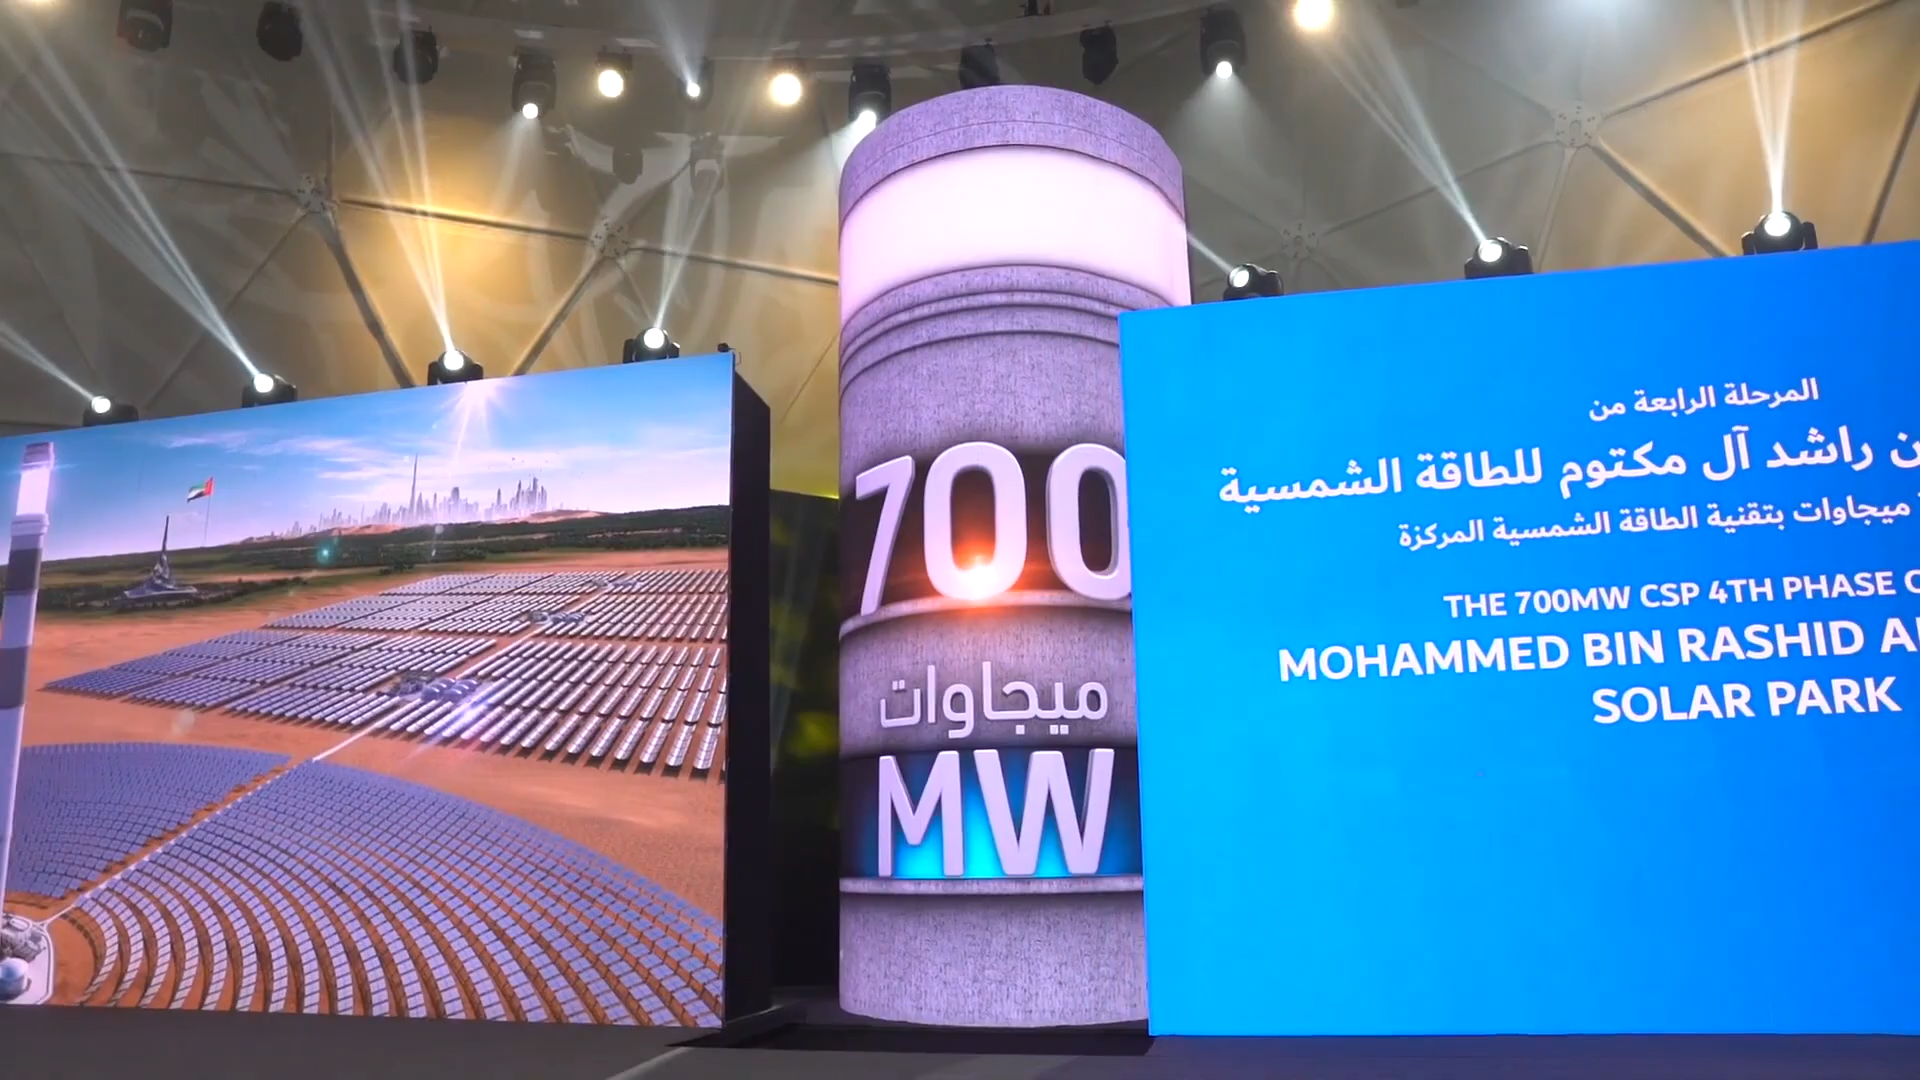 700
ميجاوات
MW
المرحلة الرابعة من
راشد آل مكتوم للطاقة الشمسية
ميجاوات بتقنية الطاقة الشمسية المركزة
THE 700MW CSP 4TH PHASE
MOHAMMED BIN RASHID
SOLAR PARK